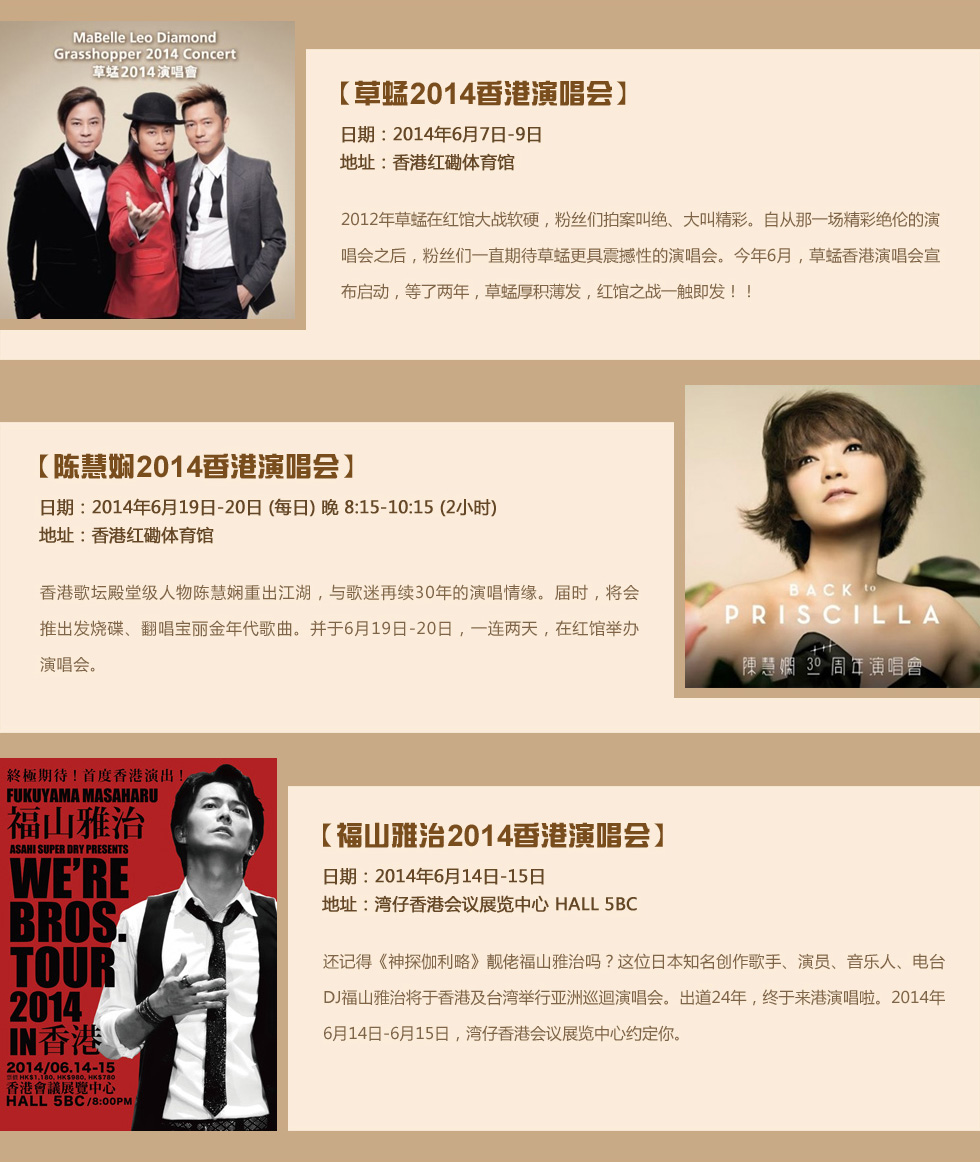 MaBelle Leo Diamond
Grasshopper 2014 Concert
草蜢2014演唱會
【草蜢2014香港演唱会】
日期：2014年6月7日-9日
地址：香港红磡体育馆
2012年草蜢在红馆大战软硬，粉丝们拍案叫绝、大叫精彩。自从那一场精彩绝伦的演
唱会之后，粉丝们一直期待草蜢更具震撼性的演唱会。今年6月，草蜢香港演唱会宣
布启动，等了两年，草蜢厚积薄发，红馆之战一触即发！！
【陈慧娴2014香港演唱会】
日期：2014年6月19日-20日 (每日) 晚 8:15-10:15 (2小时)
地址：香港红磡体育馆
香港歌坛殿堂级人物陈慧娴重出江湖，与歌迷再续30年的演唱情缘。届时，将会
推出发烧碟、翻唱宝丽金年代歌曲。并于6月19日-20日，一连两天，在红馆举办
演唱会。
BACK to
PRISCILLA
陳慧嫻 30 周年演唱會
終極期待！首度香港演出！
FUKUYAMA MASAHARU
福山雅治
ASAHI SUPER DRY PRESENTS
WE'RE
BROS.
TOUR
2014
IN香港
2014/06.14-15
HK$1,180, HK$980, HK$780
香港會議展覽中心
HALL 5BC/8:00PM
【福山雅治2014香港演唱会】
日期：2014年6月14日-15日
地址：湾仔香港会议展览中心 HALL 5BC
还记得《神探伽利略》靓佬福山雅治吗？这位日本知名创作歌手、演员、音乐人、电台
DJ福山雅治将于香港及台湾举行亚洲巡迴演唱会。出道24年，终于来港演唱啦。2014年
6月14日-6月15日，湾仔香港会议展览中心约定你。